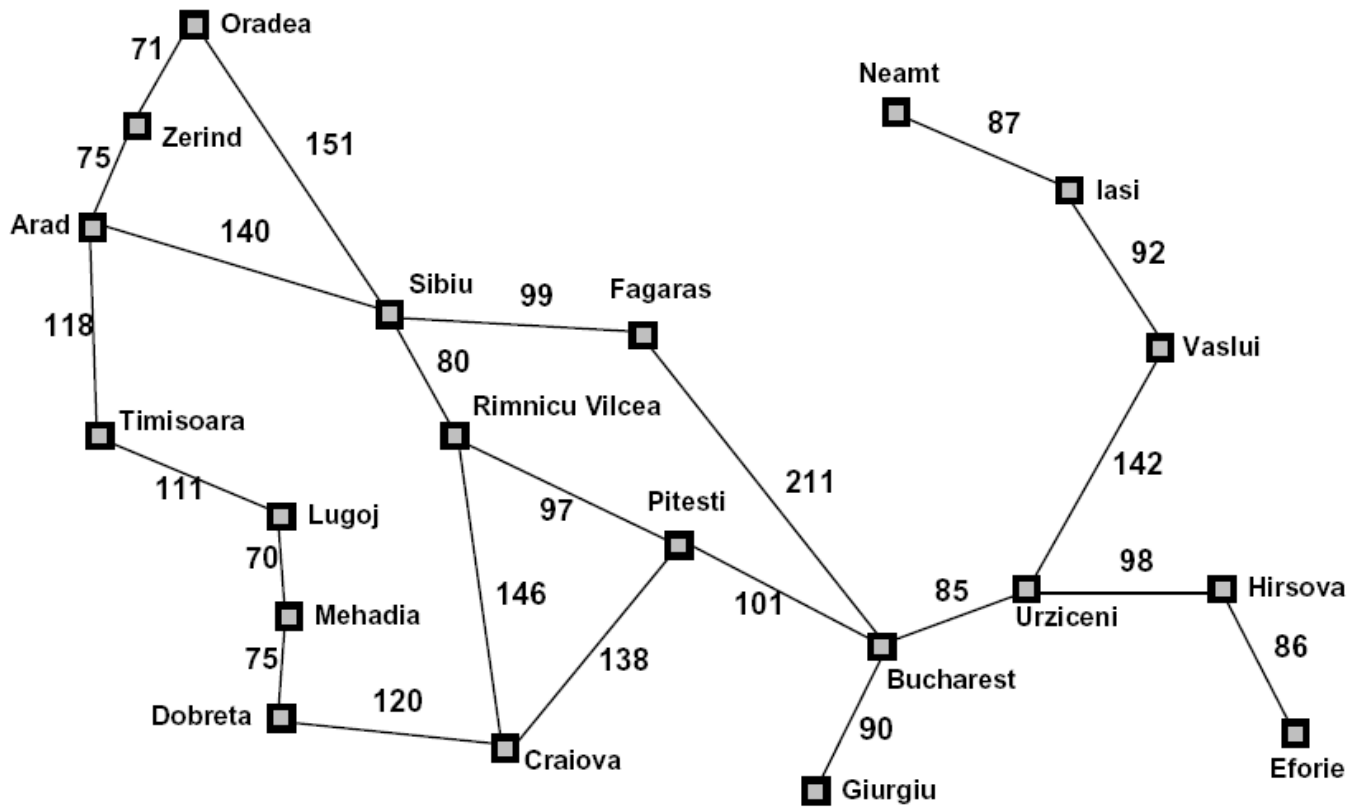 Oradea
71
Neamt
87
Zerind
151
75
Iasi
Arad
140
92
Sibiu
99
Fagaras
118
80
Vaslui
Timisoara
Rimnicu Vilcea
142
111
211
Lugoj
97
Pitesti
70
98
Hirsova
146
101
85
Urziceni
Mehadia
86
75
138
Bucharest
Dobreta
120
90
Craiova
Eforie
Giurgiu